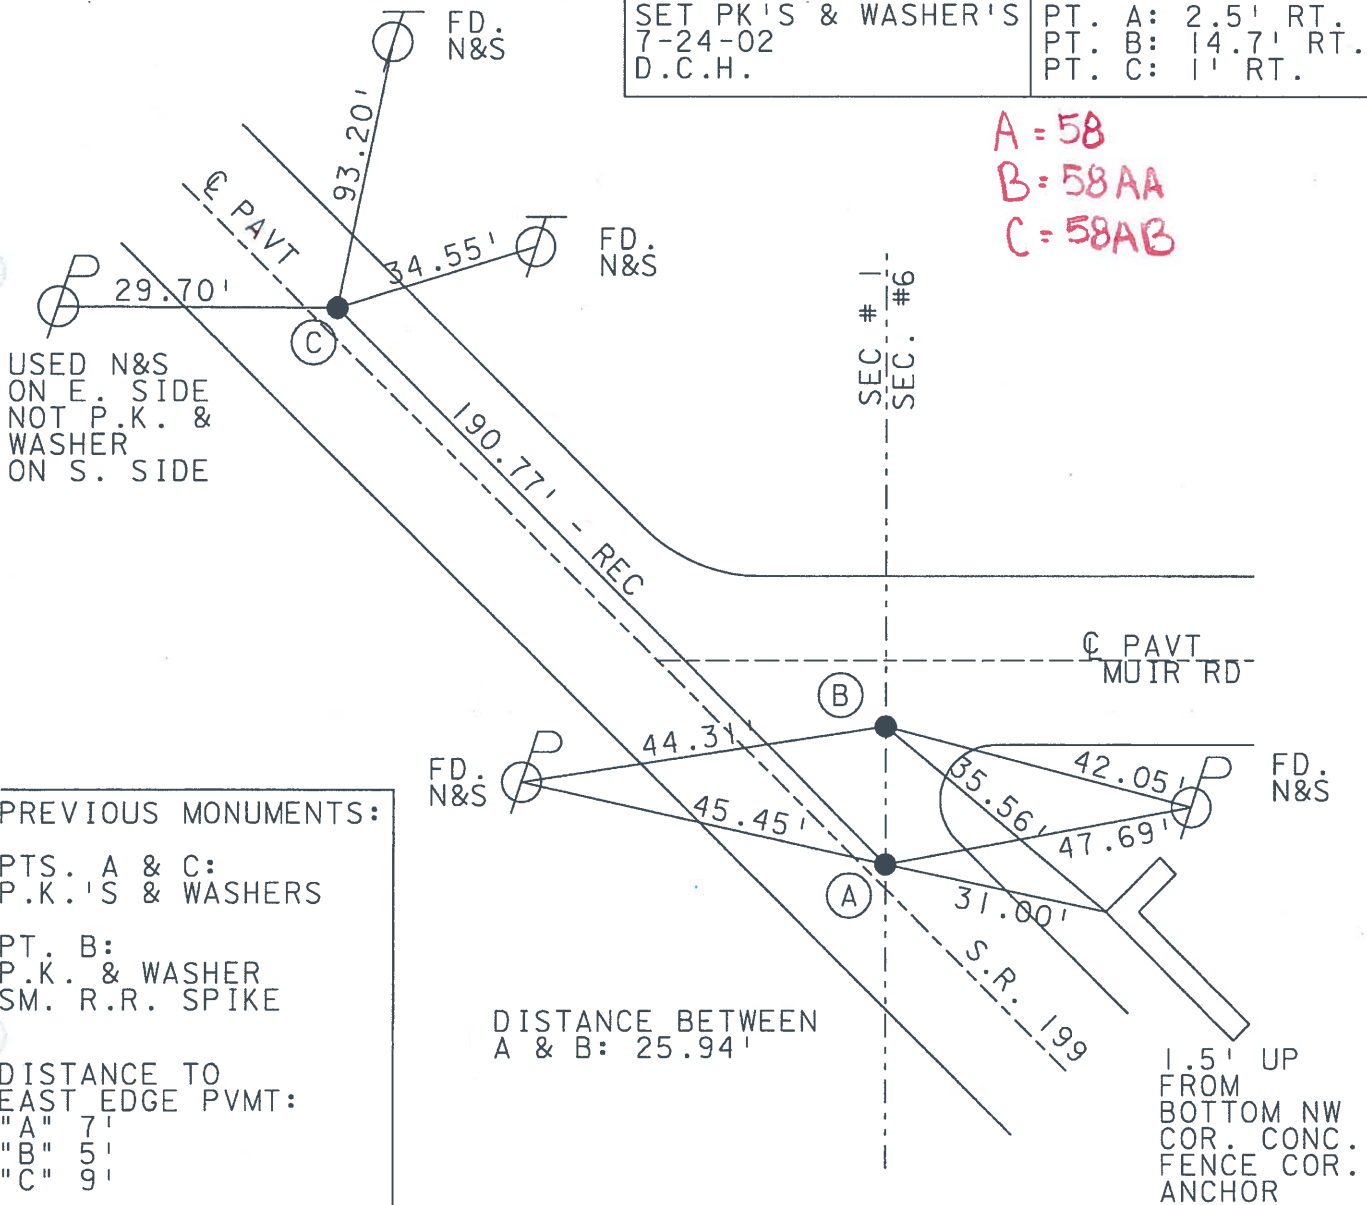 SET PK'S & WASHER'S
7-24-02
D.C.H.
PT. A: 2.5' RT.
PT. B: 14.7' RT.
PT. C: 1' RT.
A = 58
B = 58AA
C = 58AB
FD.
N&S
93.20'
℄ PAVT
34.55'
FD.
N&S
29.70'
C
USED N&S
ON E. SIDE
NOT P.K. &
WASHER
ON S. SIDE
SEC # 1
SEC. #6
190.77' - REC
℄ PAVT
MUIR RD
B
44.31'
FD.
N&S
45.45'
42.05'
35.56'
47.69'
FD.
N&S
A
31.00'
S.R. 199
PREVIOUS MONUMENTS:
PTS. A & C:
P.K.'S & WASHERS
PT. B:
P.K. & WASHER
SM. R.R. SPIKE
DISTANCE TO
EAST EDGE PVMT:
"A" 7'
"B" 5'
"C" 9'
DISTANCE BETWEEN
A & B: 25.94'
1.5' UP
FROM
BOTTOM NW
COR. CONC.
FENCE COR.
ANCHOR